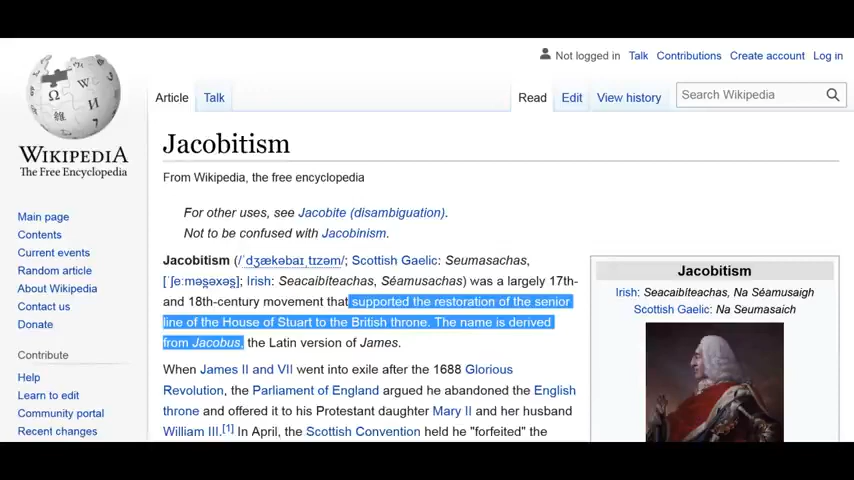 Not logged in Talk Contributions Create account Log in
Article Talk Read Edit View history Search Wikipedia
WIKIPEDIA
The Free Encyclopedia
Main page
Contents
Current events
Random article
About Wikipedia
Contact us
Donate
Contribute
Help
Learn to edit
Community portal
Recent changes
Jacobitism
From Wikipedia, the free encyclopedia
For other uses, see Jacobite (disambiguation).
Not to be confused with Jacobinism.
Jacobitism (/ˈdʒækəbaɪˌtɪzəm/; Scottish Gaelic: Seumasachas,
[ˈʃeːməs̪əxəs̪]; Irish: Seacaibíteachas, Séamusachas) was a largely 17th-
and 18th-century movement that supported the restoration of the senior
line of the House of Stuart to the British throne. The name is derived
from Jacobus, the Latin version of James.
When James II and VII went into exile after the 1688 Glorious
Revolution, the Parliament of England argued he abandoned the English
throne and offered it to his Protestant daughter Mary II and her husband
William III.[1] In April, the Scottish Convention held he "forfeited" the
Jacobitism
Irish: Seacaibíteachas, Na Séamusaigh
Scottish Gaelic: Na Seumasaich